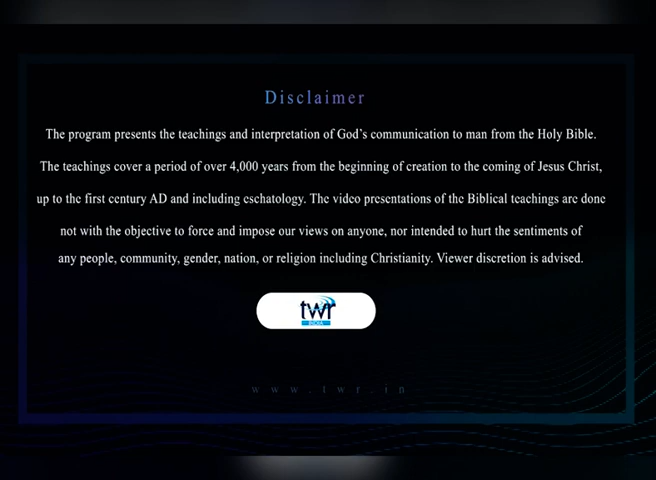 Disclaimer
The program presents the teachings and interpretation of God's communication to man from the Holy Bible.
The teachings cover a period of over 4,000 years from the beginning of creation to the coming of Jesus Christ,
up to the first century AD and including eschatology. The video presentations of the Biblical teachings are done
not with the objective to force and impose our views on anyone, nor intended to hurt the sentiments of
any people, community, gender, nation, or religion including Christianity. Viewer discretion is advised.
twr
INDIA
www.twr.in